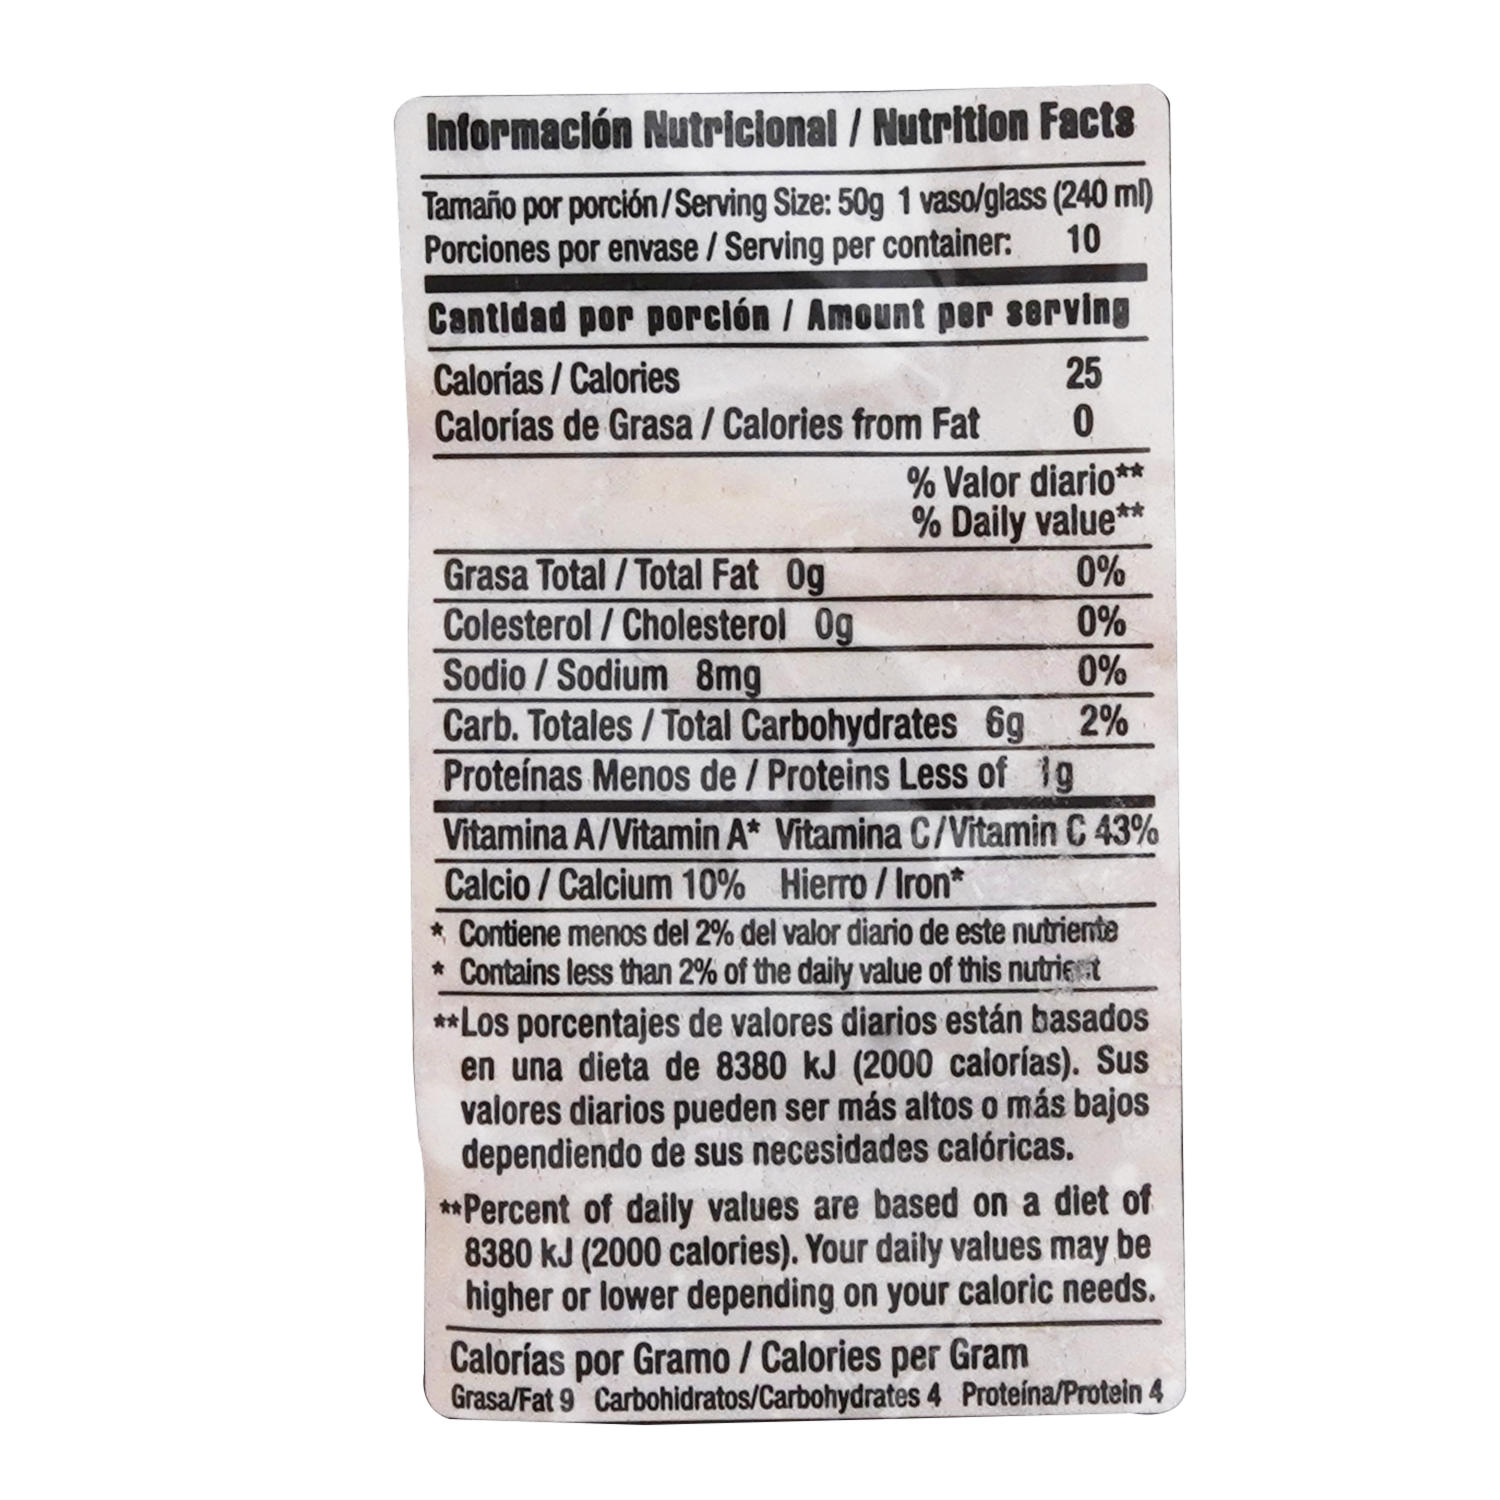 Información Nutricional / Nutrition Facts
Tamaño por porción / Serving Size: 50g 1 vaso/glass (240 ml)
Porciones por envase / Serving per container: 10
Cantidad por porción / Amount per serving
Calorías / Calories 25
Calorías de Grasa / Calories from Fat 0
% Valor diario**
% Daily value**
Grasa Total / Total Fat 0g 0%
Colesterol / Cholesterol 0g 0%
Sodio / Sodium 8mg 0%
Carb. Totales / Total Carbohydrates 6g 2%
Proteínas Menos de / Proteins Less of 1g
Vitamina A/Vitamin A* Vitamina C/Vitamin C 43%
Calcio / Calcium 10% Hierro / Iron*
* Contiene menos del 2% del valor diario de este nutriente
* Contains less than 2% of the daily value of this nutrient
**Los porcentajes de valores diarios están basados
en una dieta de 8380 kJ (2000 calorías). Sus
valores diarios pueden ser más altos o más bajos
dependiendo de sus necesidades calóricas.
**Percent of daily values are based on a diet of
8380 kJ (2000 calories). Your daily values may be
higher or lower depending on your caloric needs.
Calorías por Gramo / Calories per Gram
Grasa/Fat 9 Carbohidratos/Carbohydrates 4 Proteína/Protein 4